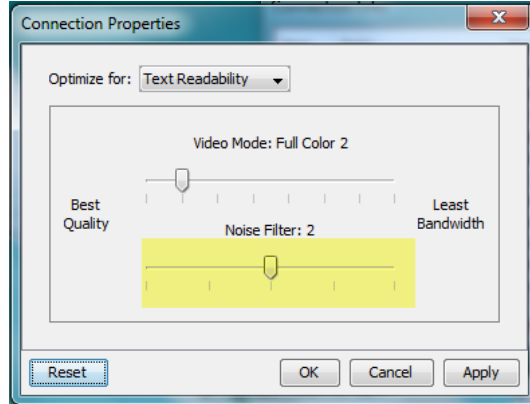 Connection Properties
Optimize for: Text Readability
Video Mode: Full Color 2
Best Quality
Least Bandwidth
Noise Filter: 2
Reset OK Cancel Apply